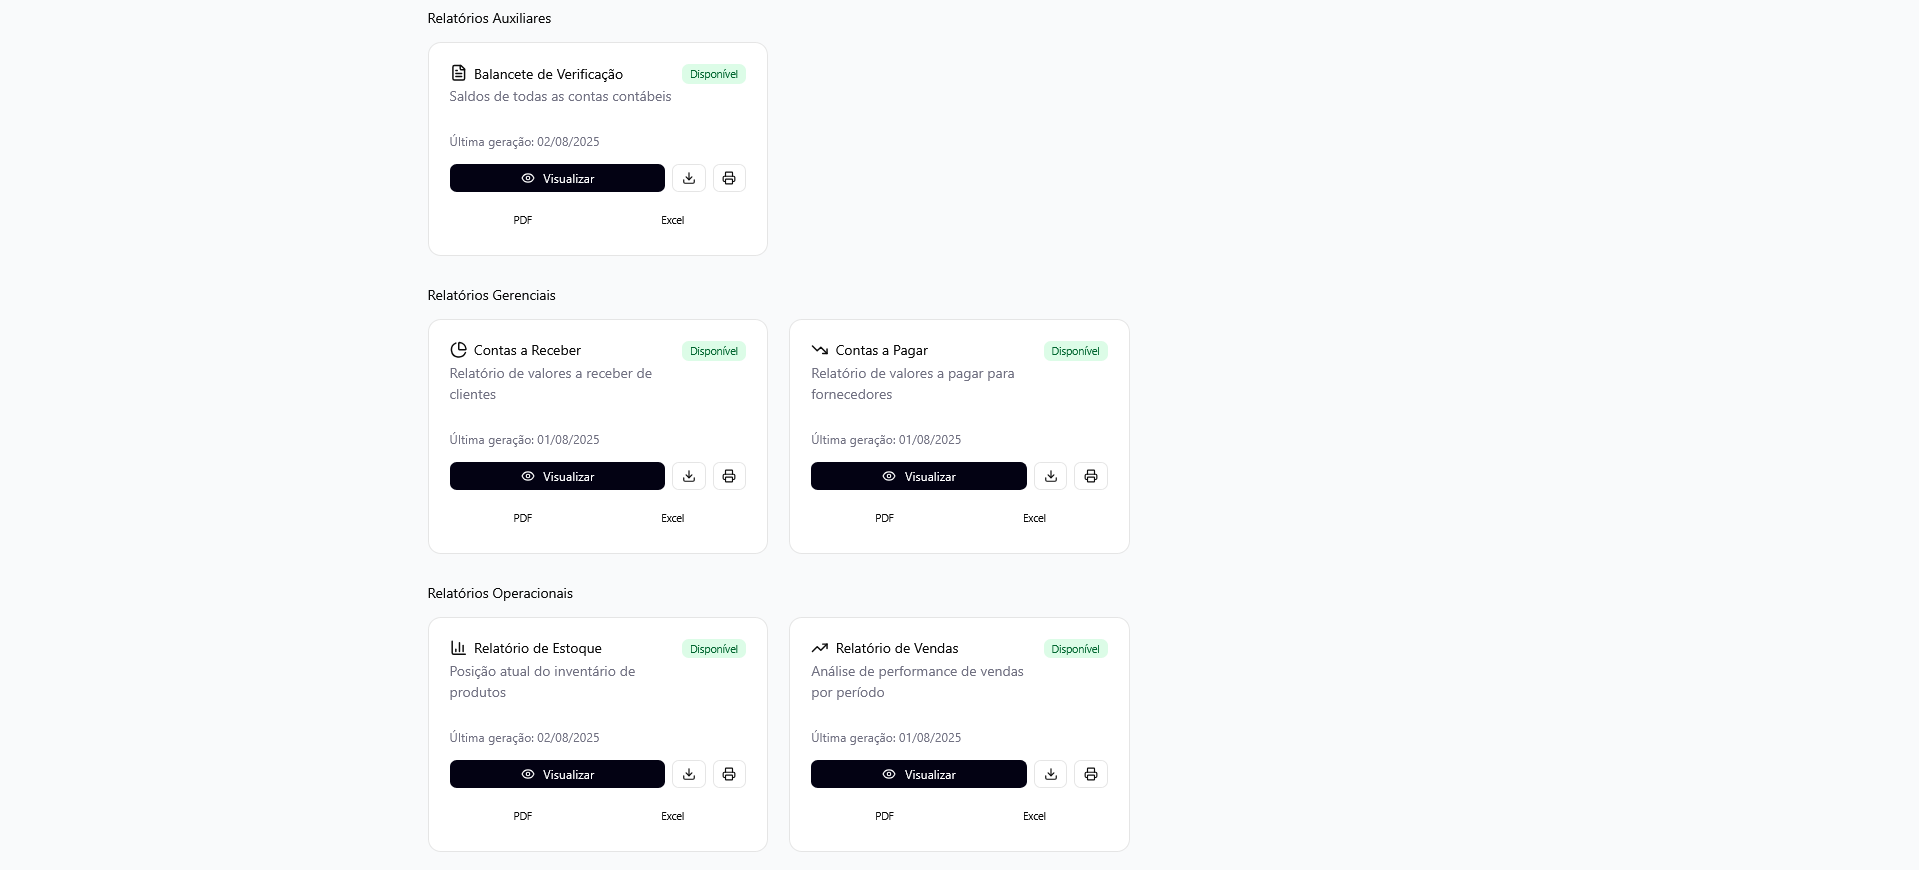 Relatórios Auxiliares
Balancete de Verificação
Disponível
Saldos de todas as contas contábeis
Última geração: 02/08/2025
Visualizar
PDF Excel
Relatórios Gerenciais
Contas a Receber
Disponível
Relatório de valores a receber de
clientes
Última geração: 01/08/2025
Visualizar
PDF Excel
Contas a Pagar
Disponível
Relatório de valores a pagar para
fornecedores
Última geração: 01/08/2025
Visualizar
PDF Excel
Relatórios Operacionais
Relatório de Estoque
Disponível
Posição atual do inventário de
produtos
Última geração: 02/08/2025
Visualizar
PDF Excel
Relatório de Vendas
Disponível
Análise de performance de vendas
por período
Última geração: 01/08/2025
Visualizar
PDF Excel